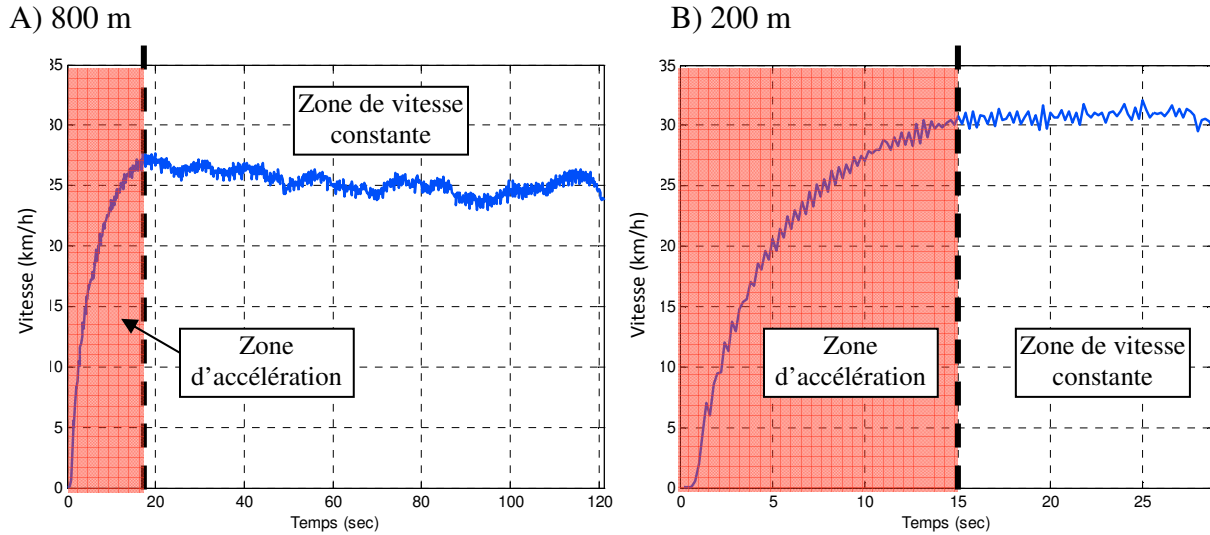 A) 800 m
35
30
25
20
15
10
5
0
Vitesse (km/h)
Zone de vitesse
constante
Zone
d'accélération
0
20
40
60
80
100
120
Temps (sec)
B) 200 m
35
30
25
20
15
10
5
0
Vitesse (km/h)
Zone
d'accélération
Zone de vitesse
constante
0
5
10
15
20
25
Temps (sec)